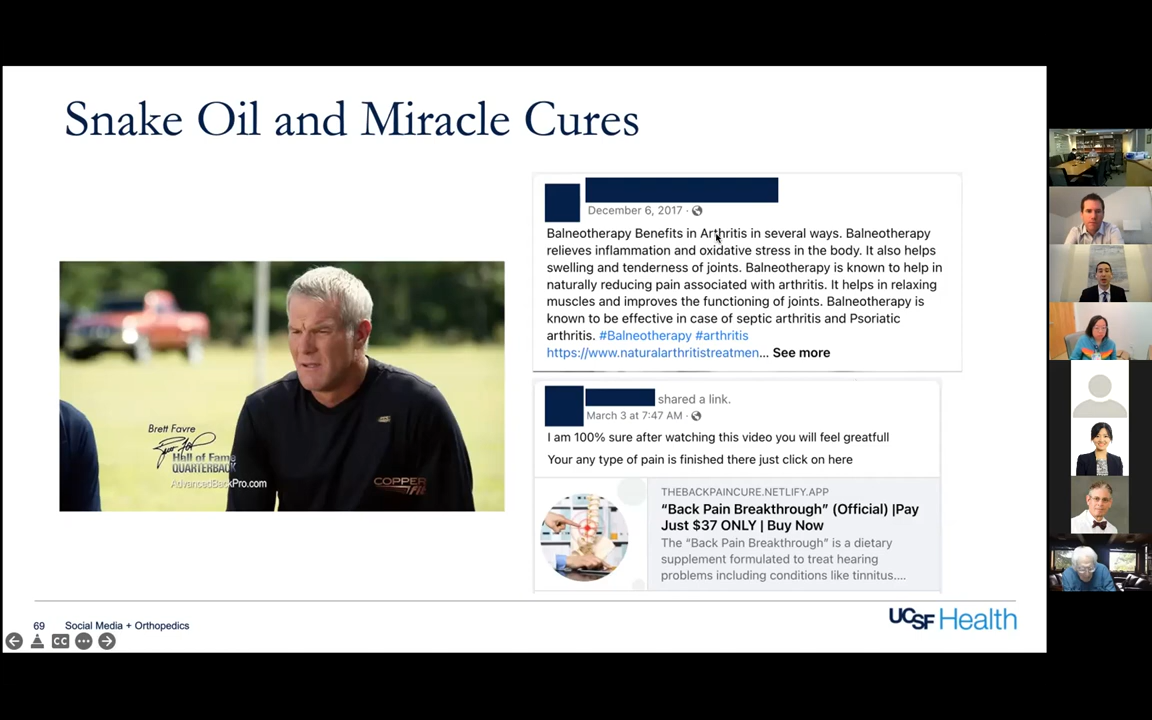 Snake Oil and Miracle Cures
Brett Favre
Hall of Fame
QUARTERBACK
AdvancedBackPro.com
COPPER
FIT
December 6, 2017 ·
Balneotherapy Benefits in Arthritis in several ways. Balneotherapy
relieves inflammation and oxidative stress in the body. It also helps
swelling and tenderness of joints. Balneotherapy is known to help in
naturally reducing pain associated with arthritis. It helps in relaxing
muscles and improves the functioning of joints. Balneotherapy is
known to be effective in case of septic arthritis and Psoriatic
arthritis. #Balneotherapy #arthritis
https://www.naturalarthritistreatmen... See more
shared a link.
March 3 at 7:47 AM ·
I am 100% sure after watching this video you will feel greatfull
Your any type of pain is finished there just click on here
THEBACKPAINCURE.NETLIFY.APP
“Back Pain Breakthrough” (Official) |Pay
Just $37 ONLY | Buy Now
The “Back Pain Breakthrough” is a dietary
supplement formulated to treat hearing
problems including conditions like tinnitus....
69 Social Media + Orthopedics
CC
UCSF Health